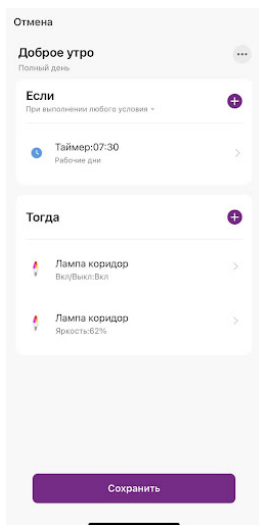 Отмена
Доброе утро
Полный день
Если
При выполнении любого условия
Таймер:07:30
Рабочие дни
Тогда
Лампа коридор
Вкл/Выкл:Вкл
Лампа коридор
Яркость:62%
Сохранить